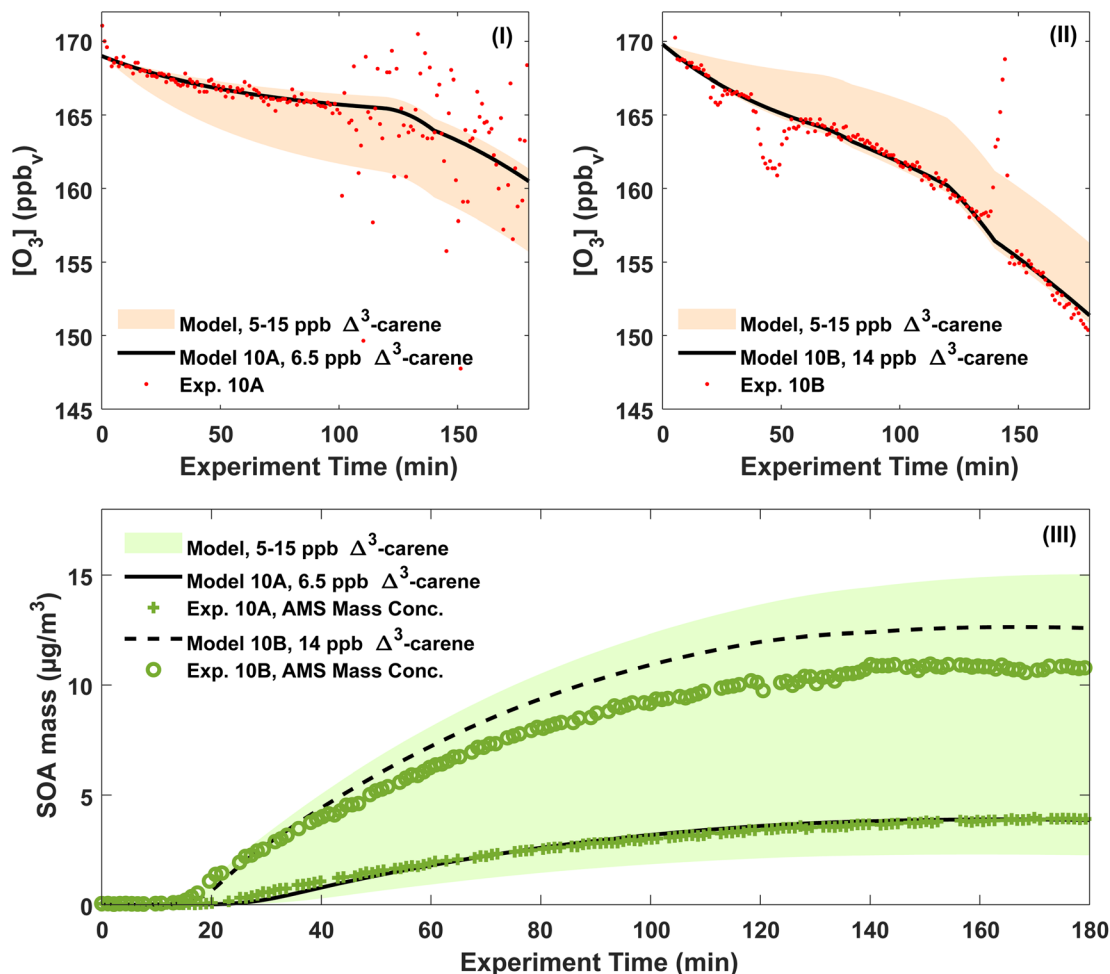 (I)
170
165
160
155
150
145
[O₃] (ppbᵥ)
Model, 5-15 ppb Δ³-carene
Model 10A, 6.5 ppb Δ³-carene
Exp. 10A
0
50
100
150
Experiment Time (min)
(II)
170
165
160
155
150
145
[O₃] (ppbᵥ)
Model, 5-15 ppb Δ³-carene
Model 10B, 14 ppb Δ³-carene
Exp. 10B
0
50
100
150
Experiment Time (min)
(III)
15
10
5
0
SOA mass (µg/m³)
Model, 5-15 ppb Δ³-carene
Model 10A, 6.5 ppb Δ³-carene
Exp. 10A, AMS Mass Conc.
Model 10B, 14 ppb Δ³-carene
Exp. 10B, AMS Mass Conc.
0
20
40
60
80
100
120
140
160
180
Experiment Time (min)